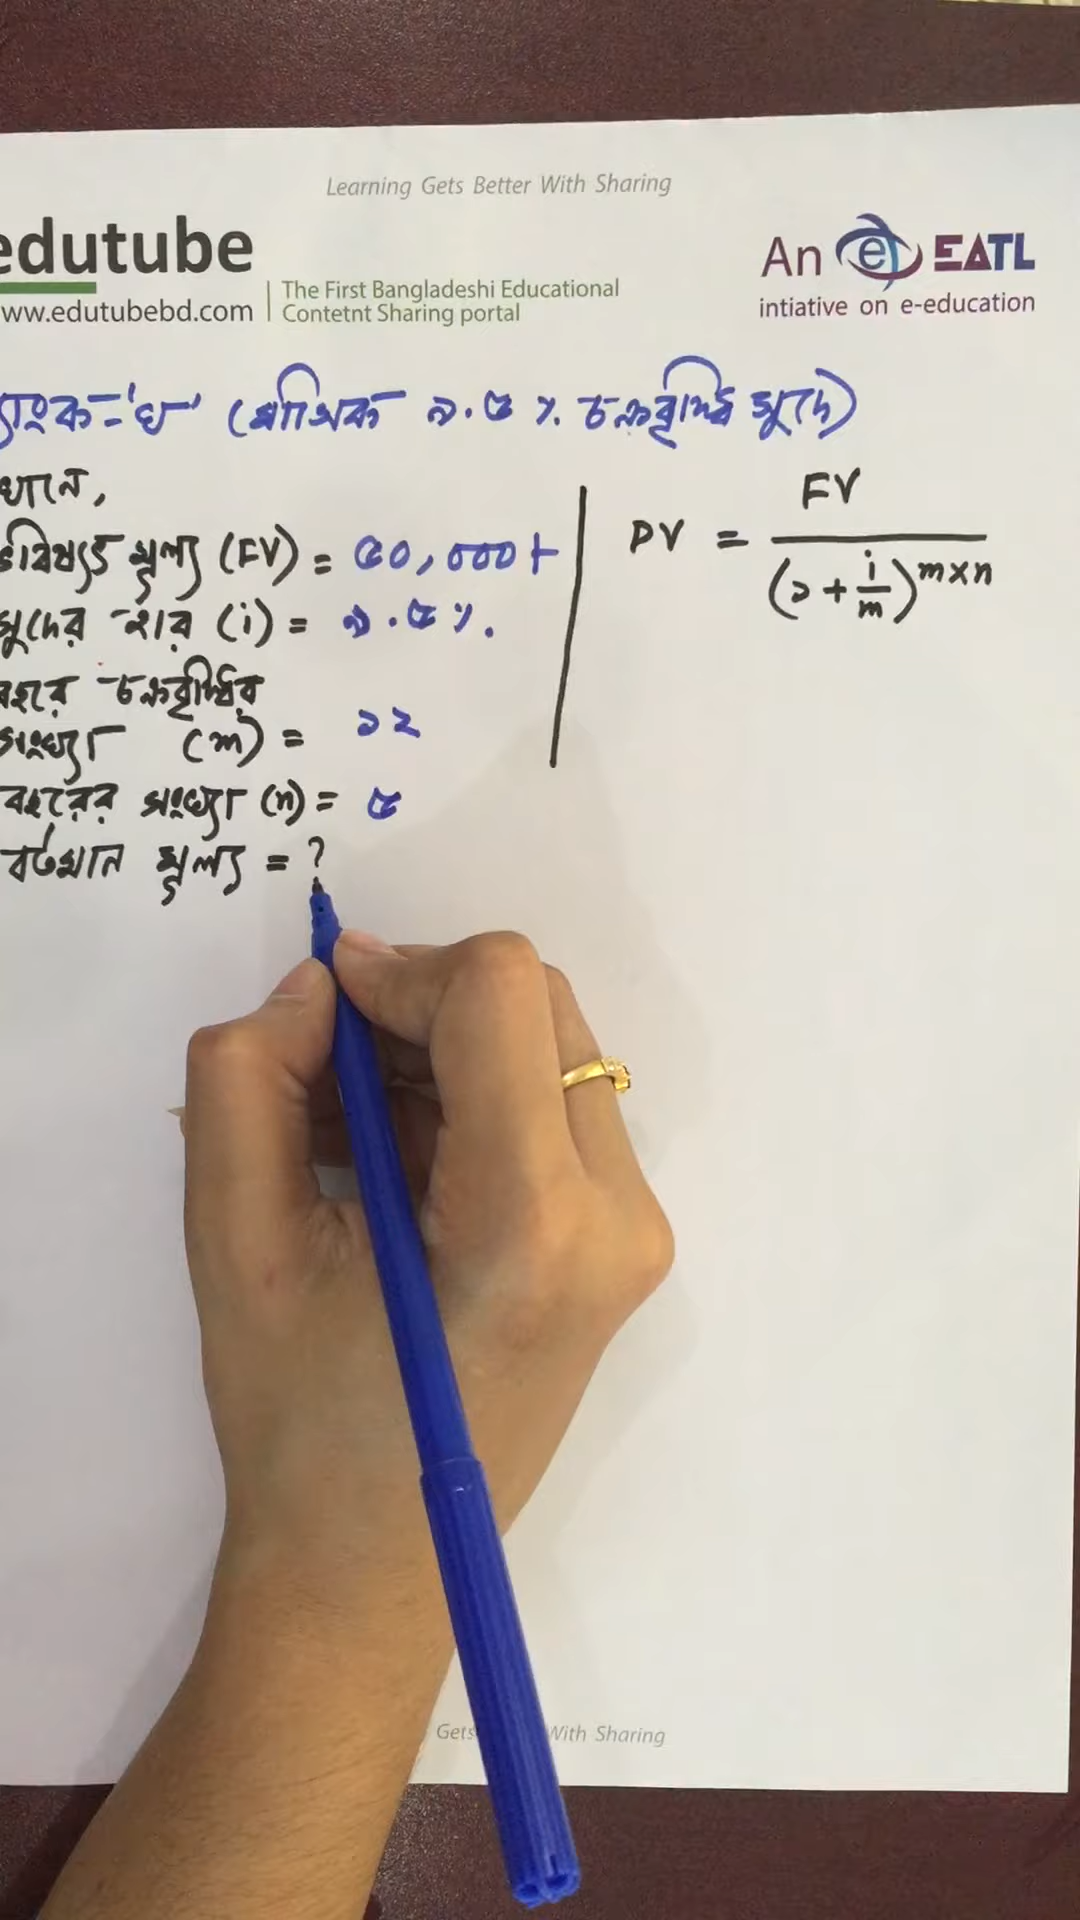 Learning Gets Better With Sharing
edutube
www.edutubebd.com
The First Bangladeshi Educational
Contetnt Sharing portal
An e EATL
intiative on e-education
ব্যাংক-'খ' (মাসিক ৯.৫% চক্রবৃদ্ধি সুদে)
এখানে,
ভবিষ্যৎ মূল্য (FV) = ৫০,০০০৳
সুদের হার (i) = ৯.৫%
বছরে চক্রবৃদ্ধির
সংখ্যা (m) = ১২
বছরের সংখ্যা (n) = ৫
বর্তমান মূল্য = ?
PV = FV / (১ + i/m)^m×n
Gets With Sharing